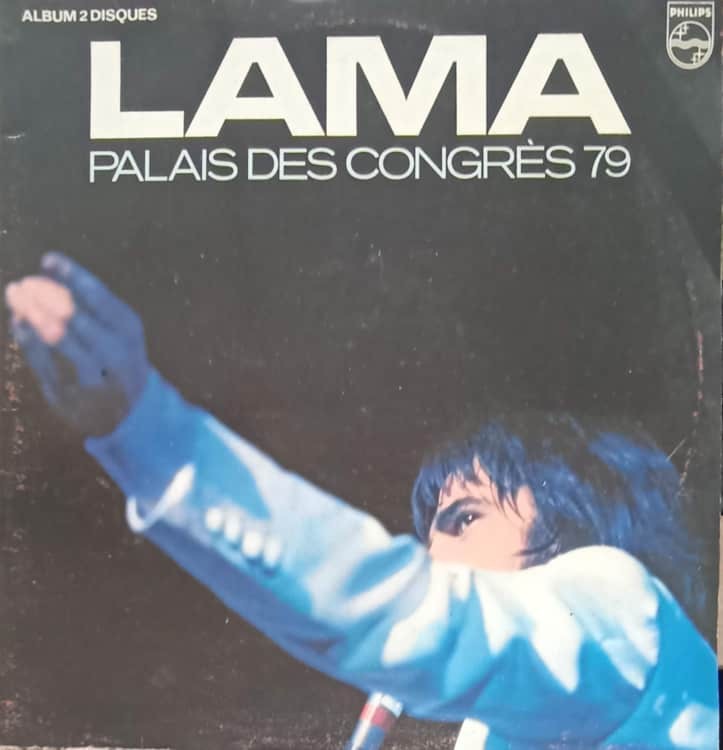 ALBUM 2 DISQUES
PHILIPS
LAMA
PALAIS DES CONGRÈS 79